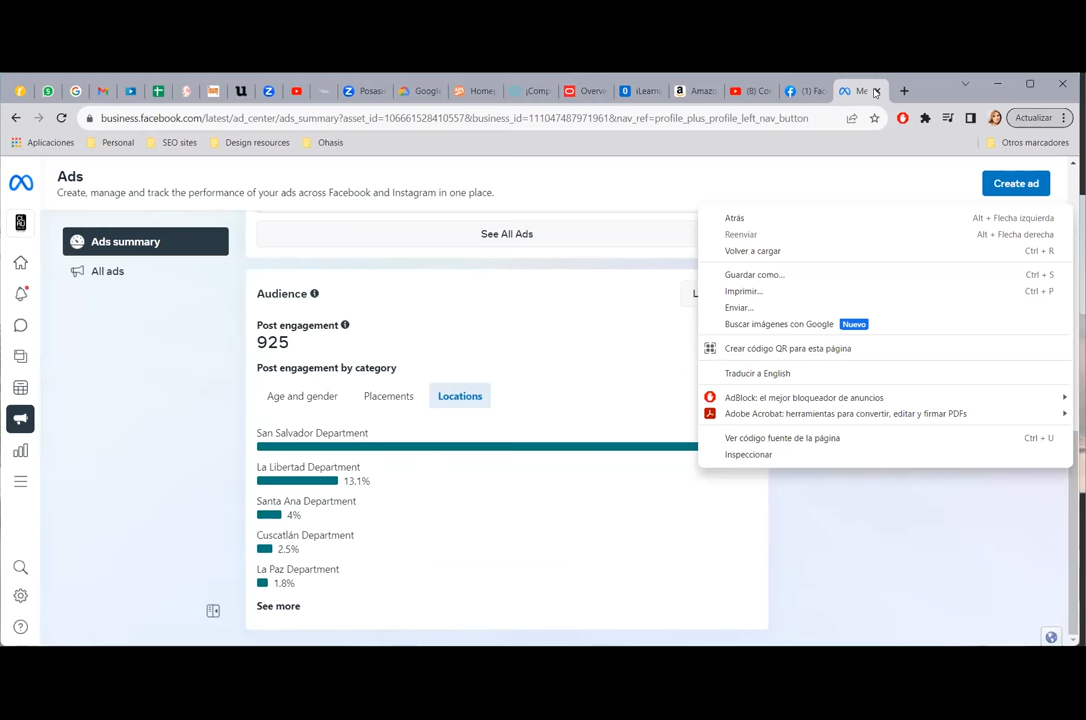 Posase
Google
Homep
¡Comp
Overvi
iLearni
Amazo
(8) Co
(1) Fac
Me
business.facebook.com/latest/ad_center/ads_summary?asset_id=106661528410557&business_id=1110474879719 61&nav_ref=profile_plus_profile_left_nav_button
Actualizar
Aplicaciones
Personal
SEO sites
Design resources
Ohasis
Otros marcadores
Ads
Create, manage and track the performance of your ads across Facebook and Instagram in one place.
Create ad
Ads summary
All ads
See All Ads
Audience
Post engagement
925
Post engagement by category
Age and gender
Placements
Locations
San Salvador Department
La Libertad Department
13.1%
Santa Ana Department
4%
Cuscatlán Department
2.5%
La Paz Department
1.8%
See more
Atrás Alt + Flecha izquierda
Reenviar Alt + Flecha derecha
Volver a cargar Ctrl + R
Guardar como... Ctrl + S
Imprimir... Ctrl + P
Enviar...
Buscar imágenes con Google Nuevo
Crear código QR para esta página
Traducir a English
AdBlock: el mejor bloqueador de anuncios
Adobe Acrobat: herramientas para convertir, editar y firmar PDFs
Ver código fuente de la página Ctrl + U
Inspeccionar